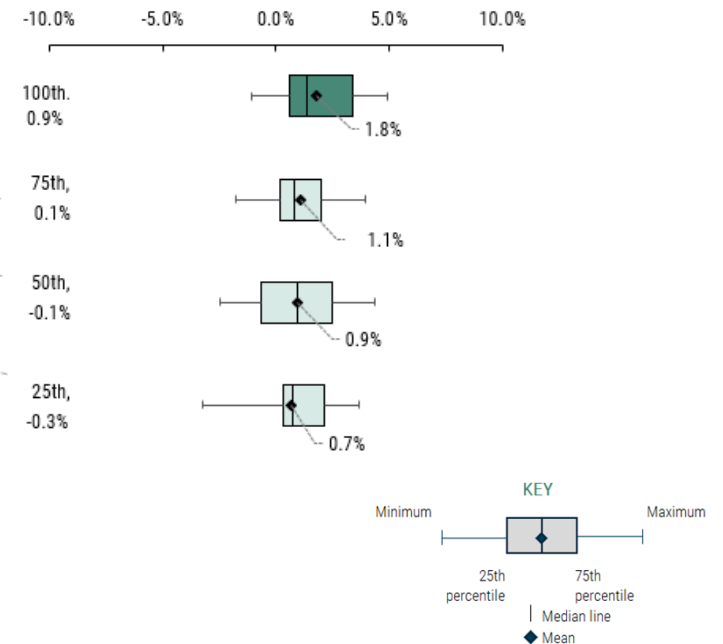 -10.0% -5.0% 0.0% 5.0% 10.0%
100th.
0.9%
1.8%
75th,
0.1%
1.1%
50th,
-0.1%
0.9%
25th,
-0.3%
0.7%
KEY
Minimum Maximum
25th 75th
percentile percentile
Median line
Mean